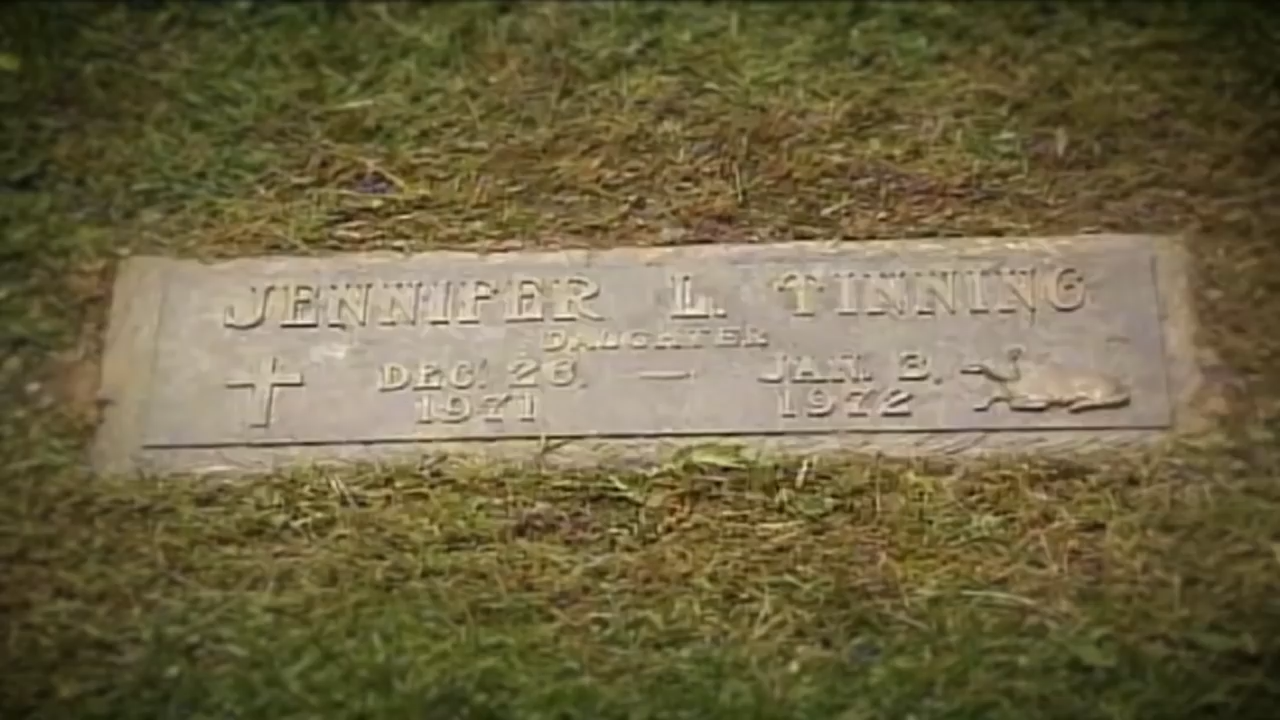 JENNIFER L. TINNING
DAUGHTER
DEC. 26, — JAN. 3,
1971 1972